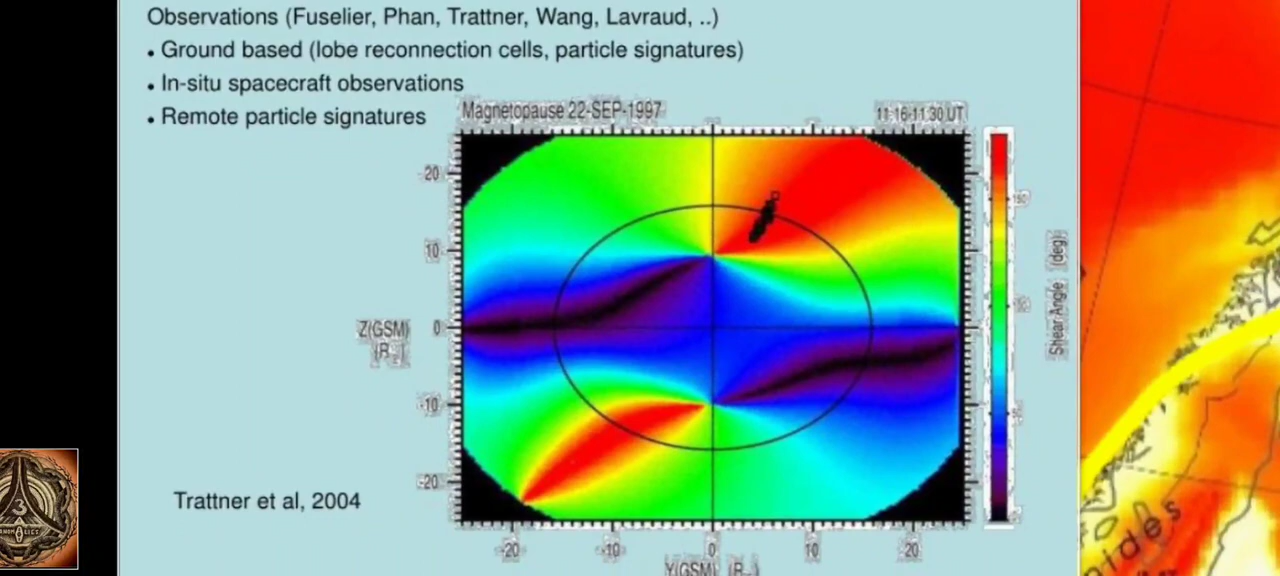 Observations (Fuselier, Phan, Trattner, Wang, Lavraud, ..)
• Ground based (lobe reconnection cells, particle signatures)
• In-situ spacecraft observations
• Remote particle signatures
Magnetopause 22-SEP-1997
11:16-11:30 UT
20
10
0
-10
-20
Z(GSM)
-20
-10
0
10
20
Y(GSM)
Shear Angle (deg)
Trattner et al, 2004
3